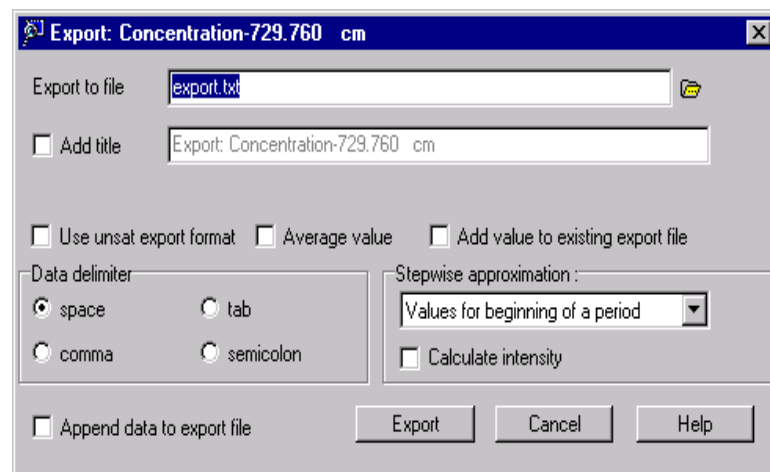 Export: Concentration-729.760 cm
Export to file export.txt
Add title Export: Concentration-729.760 cm
Use unsat export format Average value Add value to existing export file
Data delimiter Stepwise approximation :
space tab Values for beginning of a period
comma semicolon Calculate intensity
Append data to export file Export Cancel Help